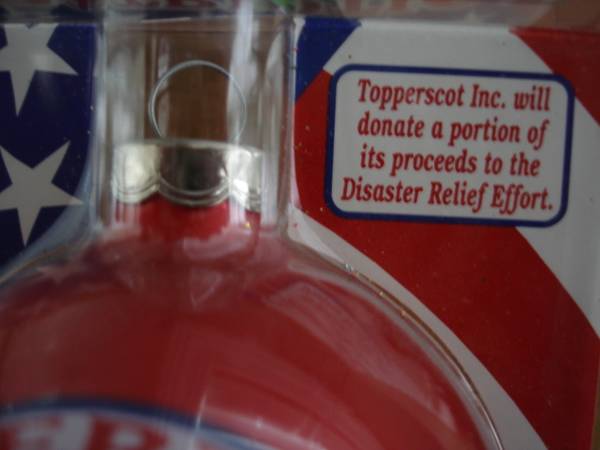 Topperscot Inc. will
donate a portion of
its proceeds to the
Disaster Relief Effort.